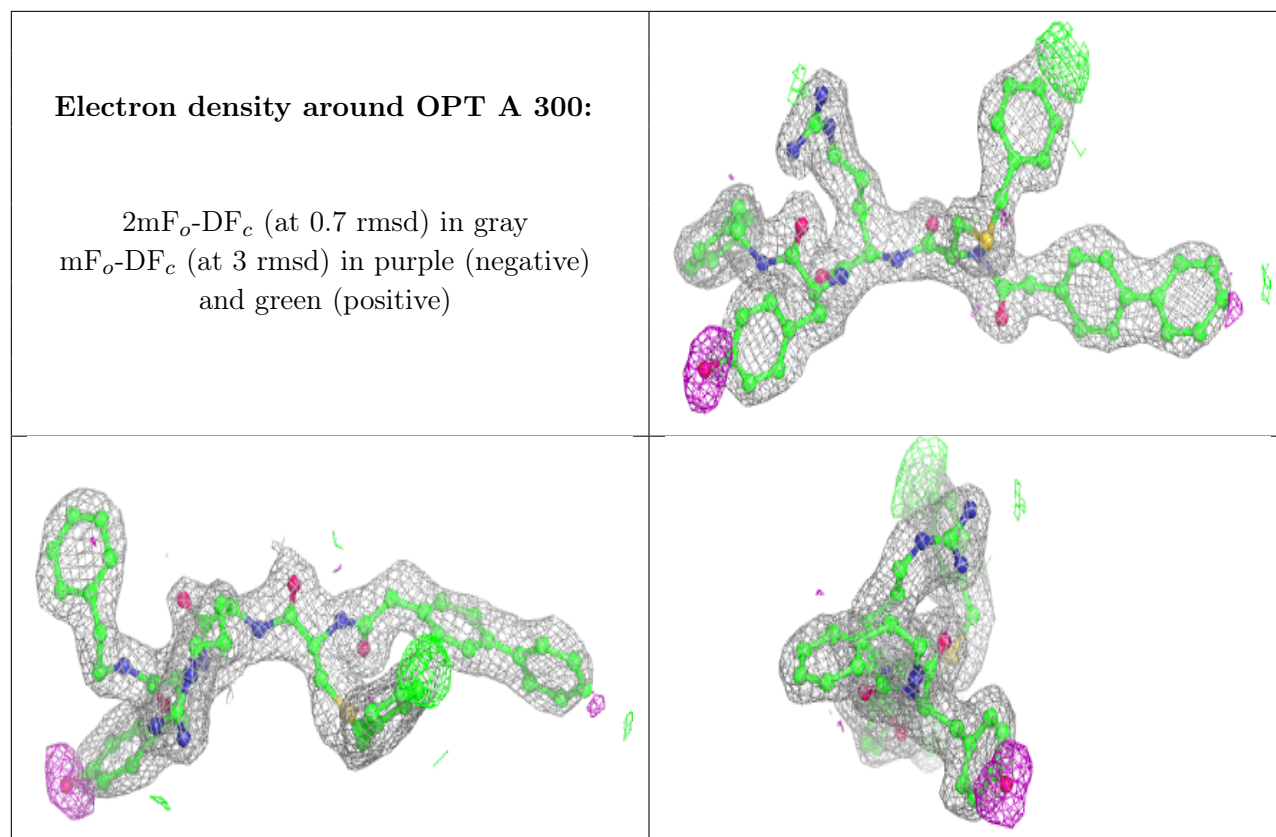 Electron density around OPT A 300:
2mFo-DFc (at 0.7 rmsd) in gray
mFo-DFc (at 3 rmsd) in purple (negative)
and green (positive)